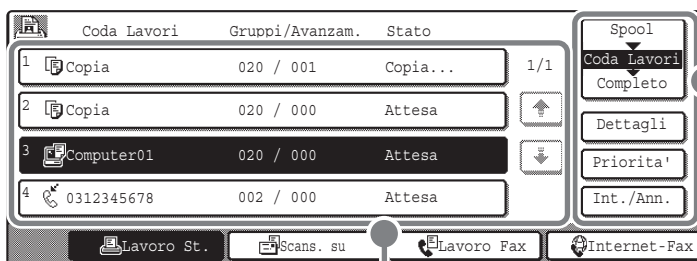 Coda Lavori Gruppi/Avanzam. Stato
1 Copia 020 / 001 Copia...
2 Copia 020 / 000 Attesa
3 Computer01 020 / 000 Attesa
4 0312345678 002 / 000 Attesa
1/1
Spool
Coda Lavori
Completo
Dettagli
Priorita'
Int./Ann.
Lavoro St. Scans. su Lavoro Fax Internet-Fax